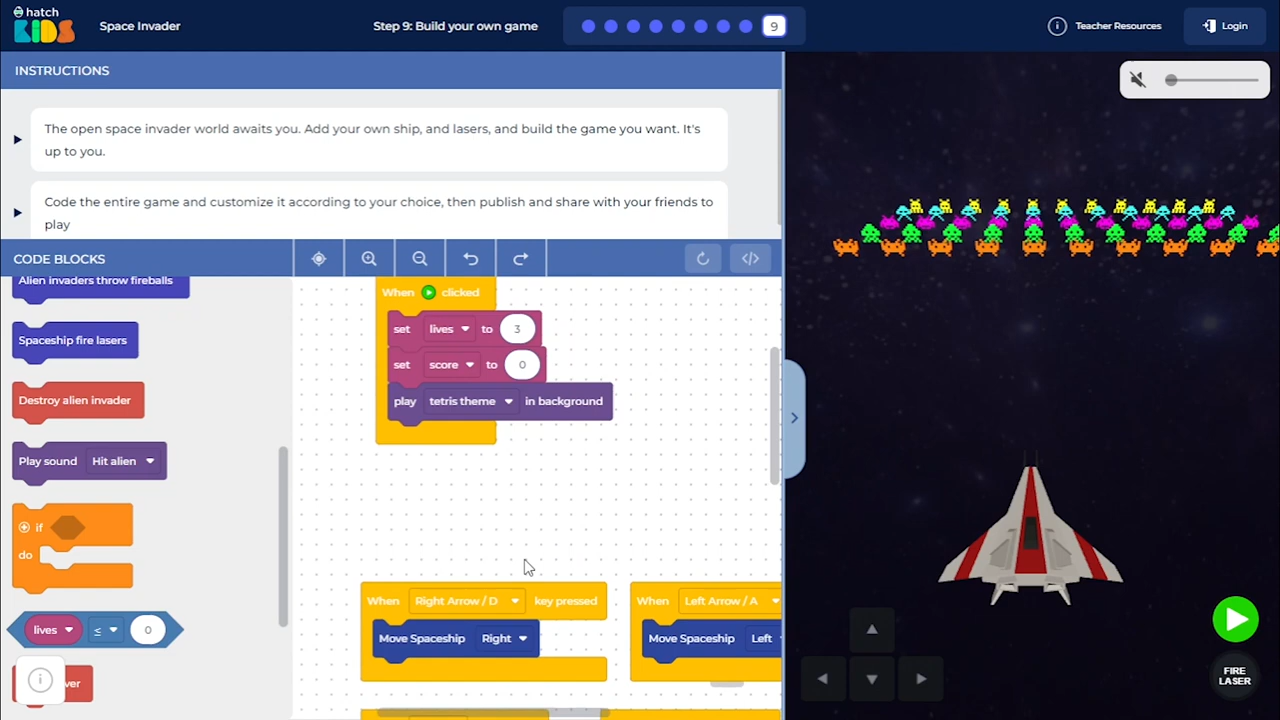 hatch
KIDS
Space Invader
Step 9: Build your own game
9
Teacher Resources
Login
INSTRUCTIONS
The open space invader world awaits you. Add your own ship, and lasers, and build the game you want. It's
up to you.
Code the entire game and customize it according to your choice, then publish and share with your friends to
play
CODE BLOCKS
</>
Alien invaders throw fireballs
Spaceship fire lasers
Destroy alien invader
Play sound Hit alien
if
do
lives ≤ 0
When clicked
set lives to 3
set score to 0
play tetris theme in background
When Right Arrow / D key pressed
Move Spaceship Right
When Left Arrow / A
Move Spaceship Left
FIRE
LASER